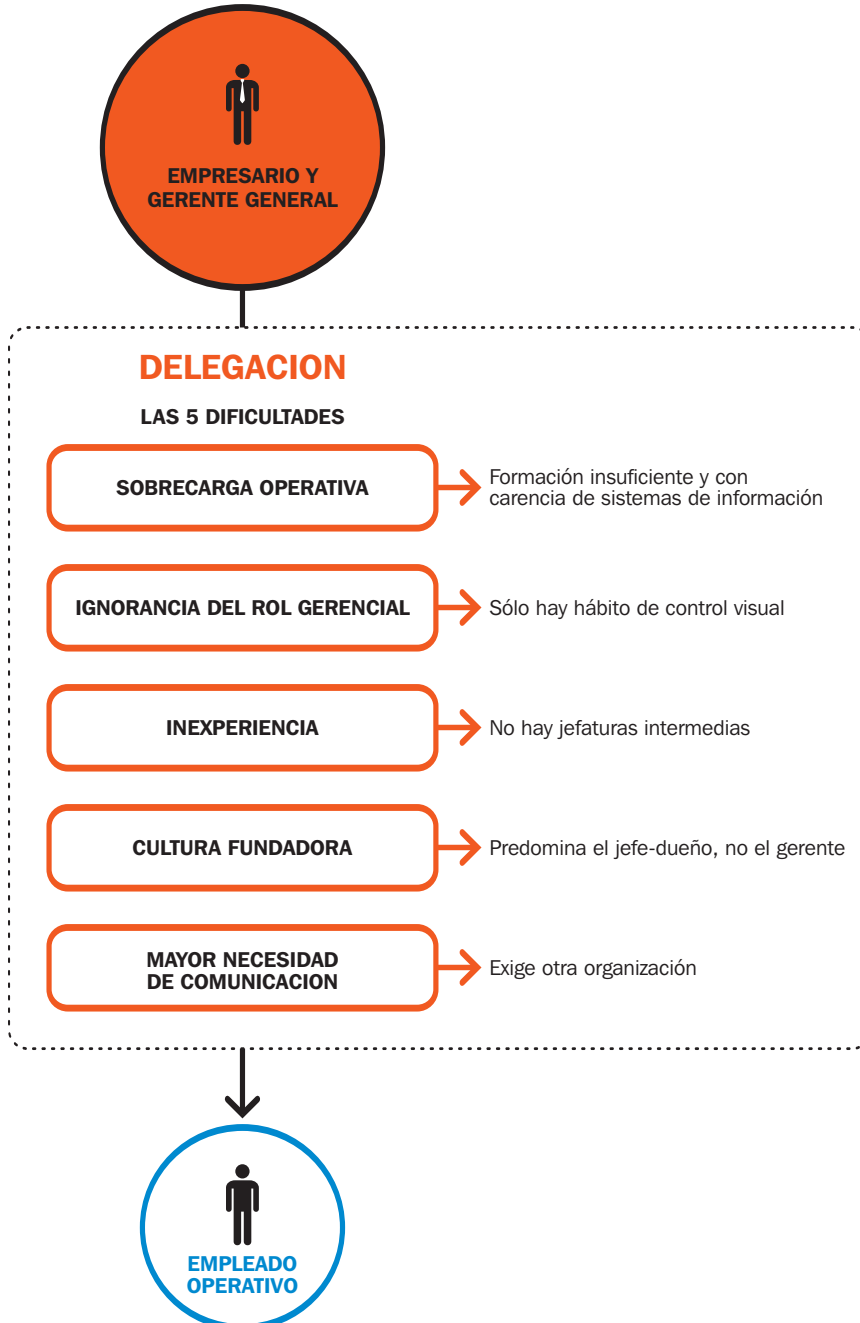 EMPRESARIO Y
GERENTE GENERAL
DELEGACION
LAS 5 DIFICULTADES
SOBRECARGA OPERATIVA
Formación insuficiente y con
carencia de sistemas de información
IGNORANCIA DEL ROL GERENCIAL
Sólo hay hábito de control visual
INEXPERIENCIA
No hay jefaturas intermedias
CULTURA FUNDADORA
Predomina el jefe-dueño, no el gerente
MAYOR NECESIDAD
DE COMUNICACION
Exige otra organización
EMPLEADO
OPERATIVO